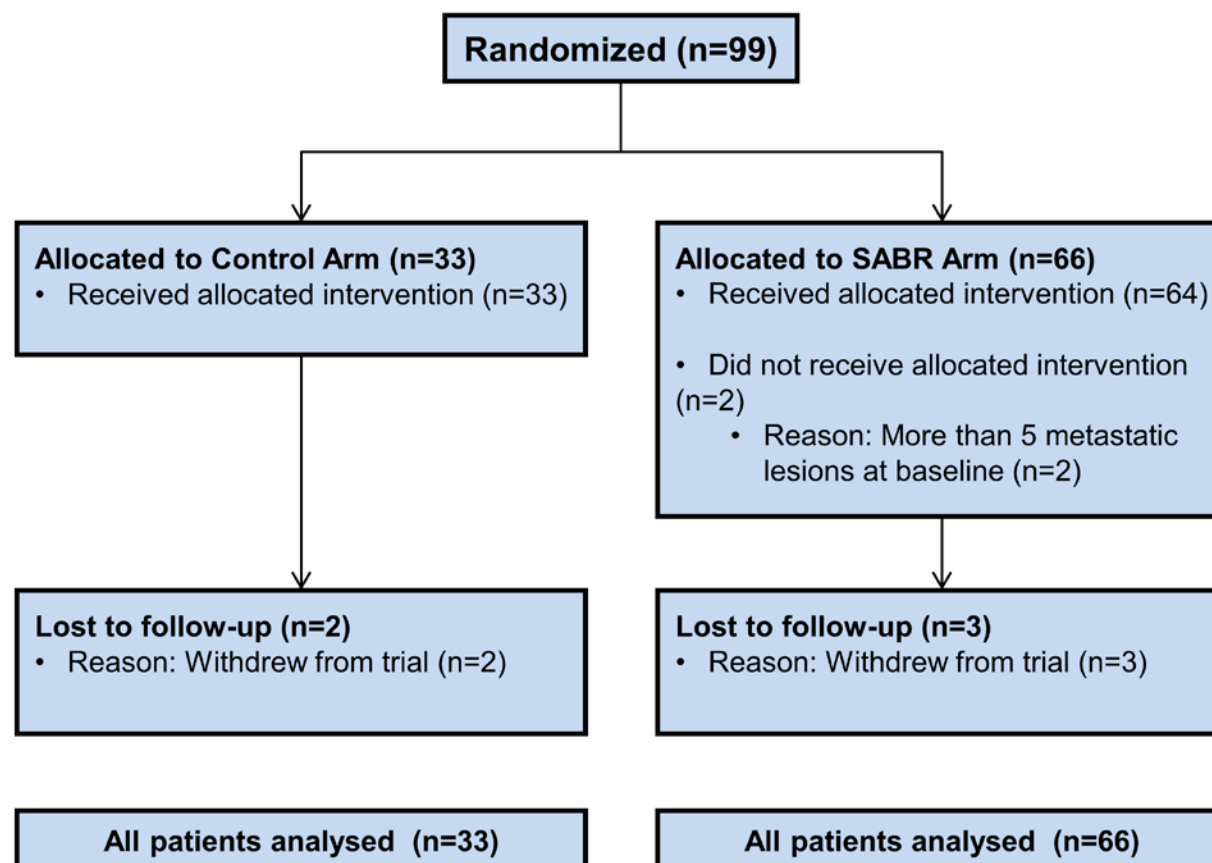 Randomized (n=99)
Allocated to Control Arm (n=33)
• Received allocated intervention (n=33)
Allocated to SABR Arm (n=66)
• Received allocated intervention (n=64)
• Did not receive allocated intervention
(n=2)
• Reason: More than 5 metastatic
lesions at baseline (n=2)
Lost to follow-up (n=2)
• Reason: Withdrew from trial (n=2)
Lost to follow-up (n=3)
• Reason: Withdrew from trial (n=3)
All patients analysed (n=33)
All patients analysed (n=66)